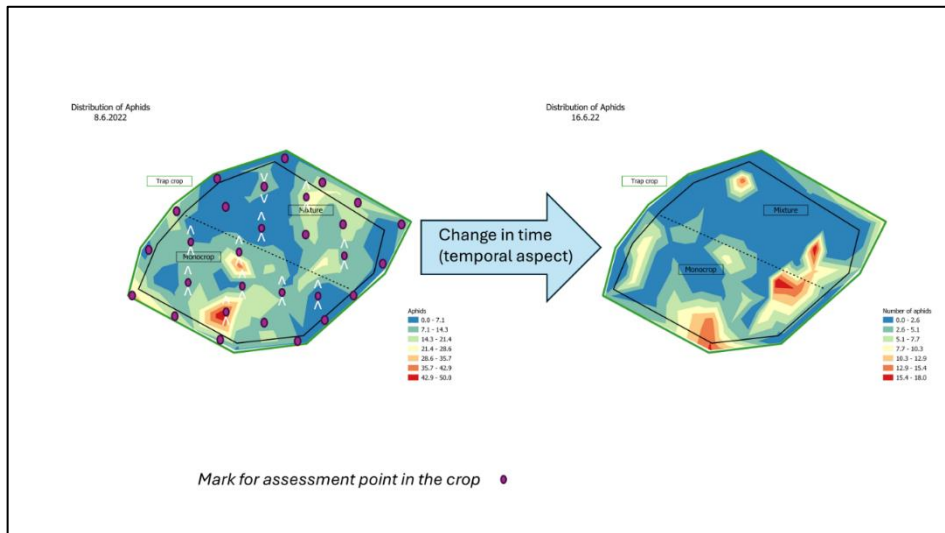 Distribution of Aphids
8.6.2022
Trap crop
Mixture
Monocrop
Aphids
0.0 - 7.1
7.1 - 14.3
14.3 - 21.4
21.4 - 28.6
28.6 - 35.7
35.7 - 42.9
42.9 - 50.0
Change in time
(temporal aspect)
Distribution of Aphids
16.6.22
Trap crop
Mixture
Monocrop
Number of aphids
0.0 - 2.6
2.6 - 5.1
5.1 - 7.7
7.7 - 10.3
10.3 - 12.9
12.9 - 15.4
15.4 - 18.0
Mark for assessment point in the crop